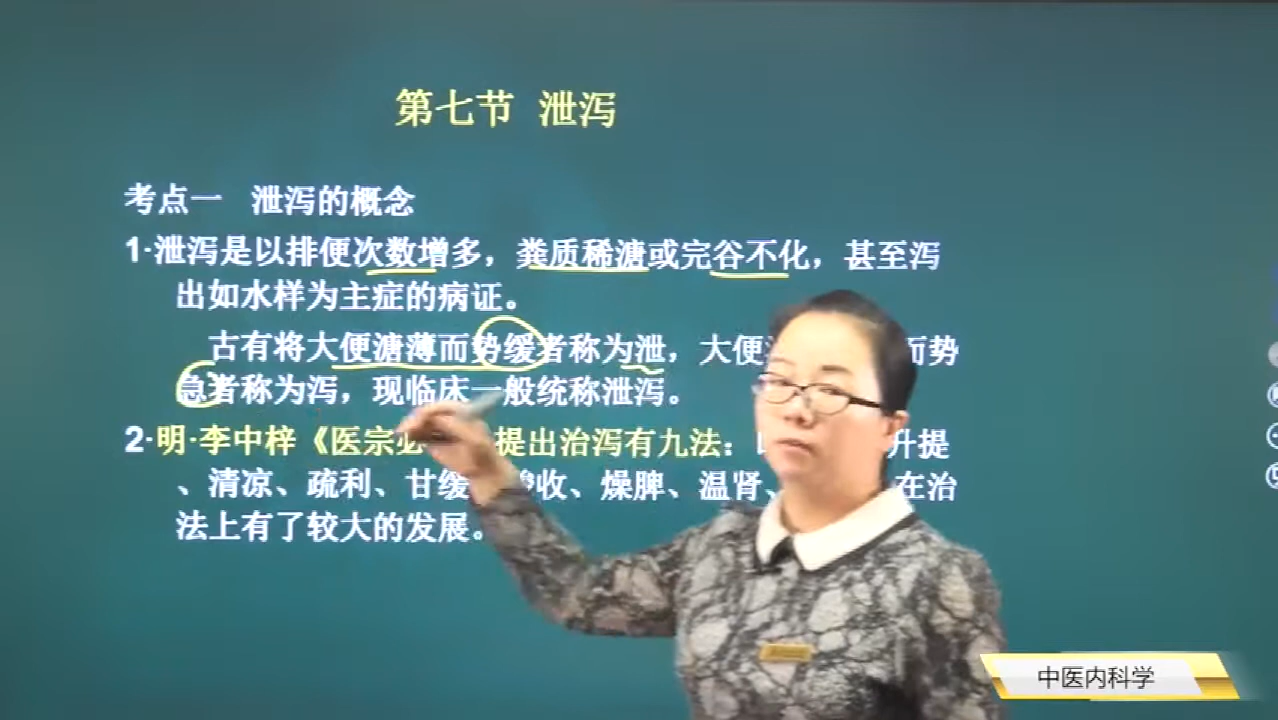 第七节 泄泻
考点一 泄泻的概念
1·泄泻是以排便次数增多，粪质稀溏或完谷不化，甚至泻
出如水样为主症的病证。
古有将大便溏薄而势缓者称为泄，大便 而势
急者称为泻，现临床一般统称泄泻。
2·明·李中梓《医宗必 提出治泻有九法： 升提
、清凉、疏利、甘缓 收、燥脾、温肾、 在治
法上有了较大的发展。
中医内科学